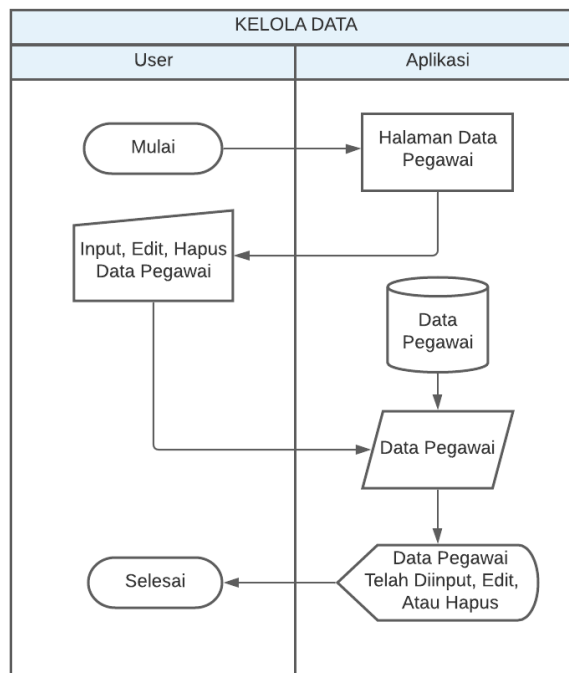 KELOLA DATA
User
Aplikasi
Mulai
Halaman Data
Pegawai
Input, Edit, Hapus
Data Pegawai
Data
Pegawai
Data Pegawai
Data Pegawai
Telah Diinput, Edit,
Atau Hapus
Selesai